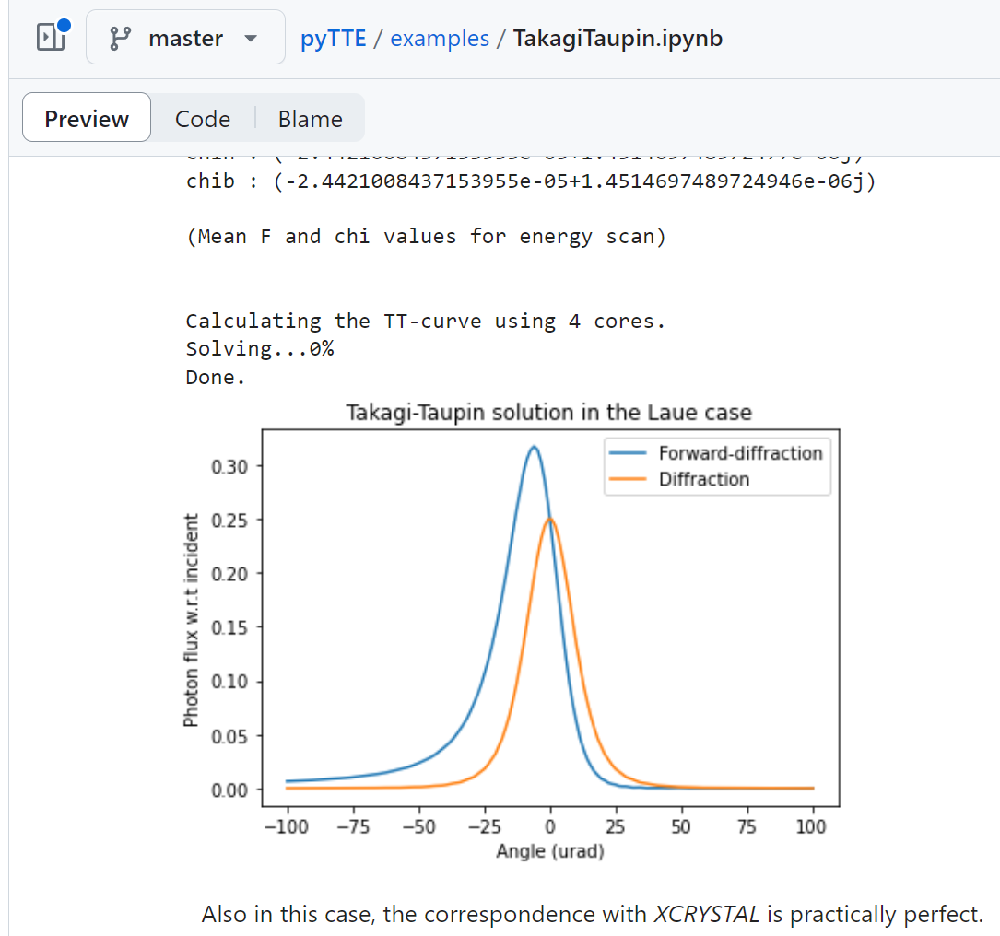 master pyTTE / examples / TakagiTaupin.ipynb
Preview Code Blame
chib : (-2.4421008437153955e-05+1.4514697489724946e-06j)
(Mean F and chi values for energy scan)
Calculating the TT-curve using 4 cores.
Solving...0%
Done.
Takagi-Taupin solution in the Laue case
Forward-diffraction
Diffraction
Photon flux w.r.t incident
0.30
0.25
0.20
0.15
0.10
0.05
0.00
−100 −75 −50 −25 0 25 50 75 100
Angle (urad)
Also in this case, the correspondence with XCRYSTAL is practically perfect.